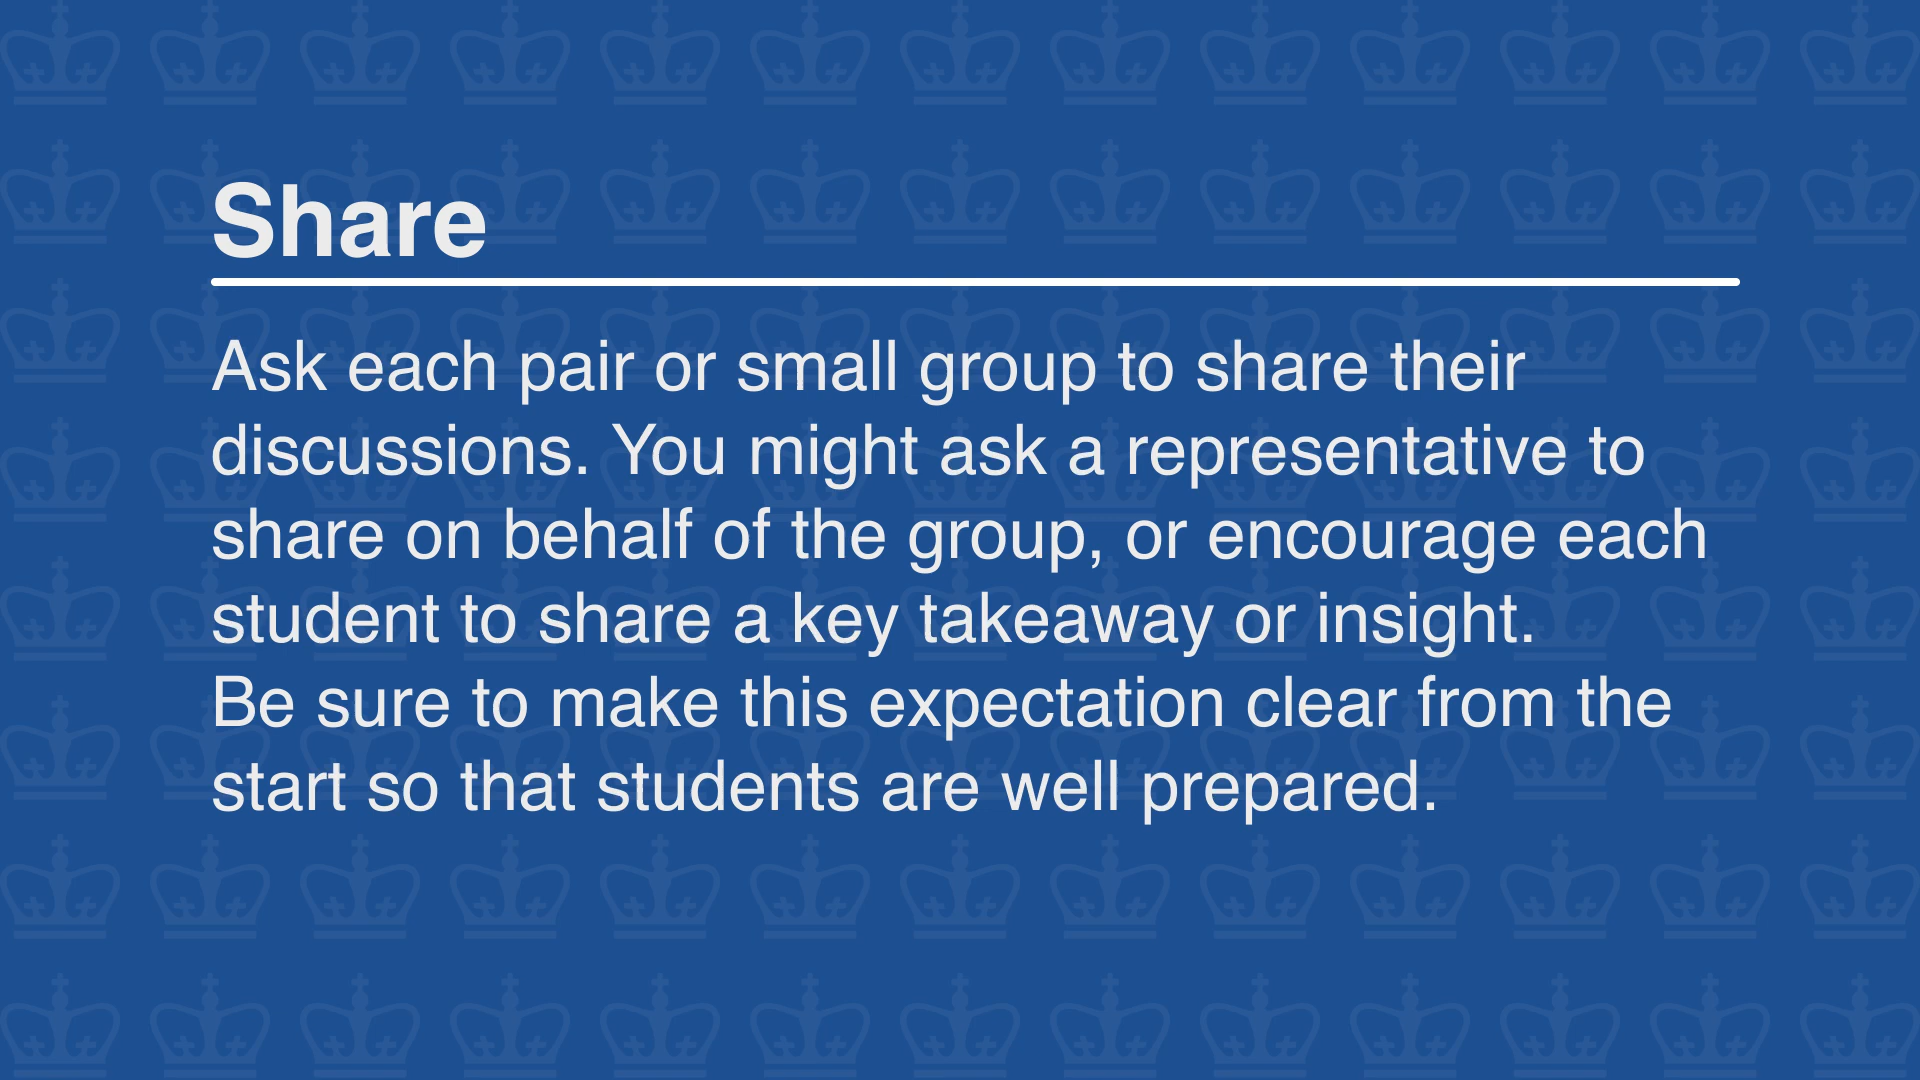 Share
Ask each pair or small group to share their
discussions. You might ask a representative to
share on behalf of the group, or encourage each
student to share a key takeaway or insight.
Be sure to make this expectation clear from the
start so that students are well prepared.